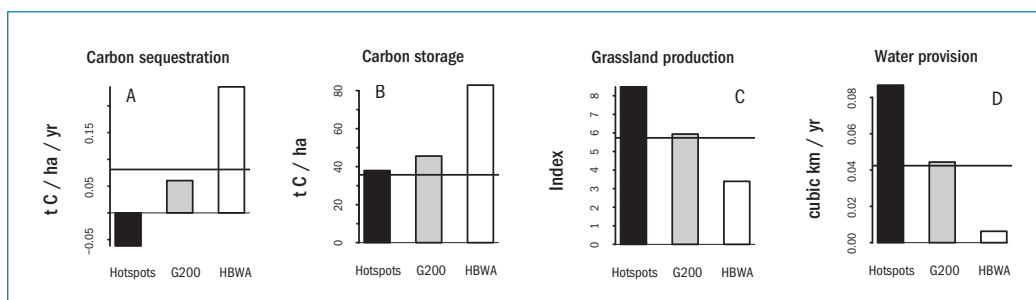 Carbon sequestration
A
t C / ha / yr
0.15
0.05
−0.05
Hotspots G200 HBWA
Carbon storage
B
t C / ha
80
60
40
20
0
Hotspots G200 HBWA
Grassland production
C
Index
8
7
6
5
4
3
2
1
0
Hotspots G200 HBWA
Water provision
D
cubic km / yr
0.08
0.06
0.04
0.02
0.00
Hotspots G200 HBWA